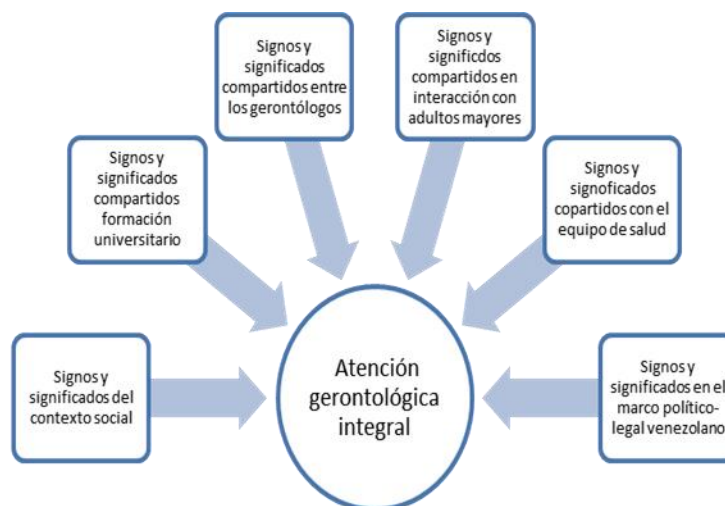 Signos y
significados
compartidos entre
los gerontólogos
Signos y
significdos
compartidos en
interacción con
adultos mayores
Signos y
significados
compartidos
formación
universitario
Signos y
signoficados
copartidos con el
equipo de salud
Signos y
significados del
contexto social
Atención
gerontológica
integral
Signos y
significados en el
marco político-
legal venezolano